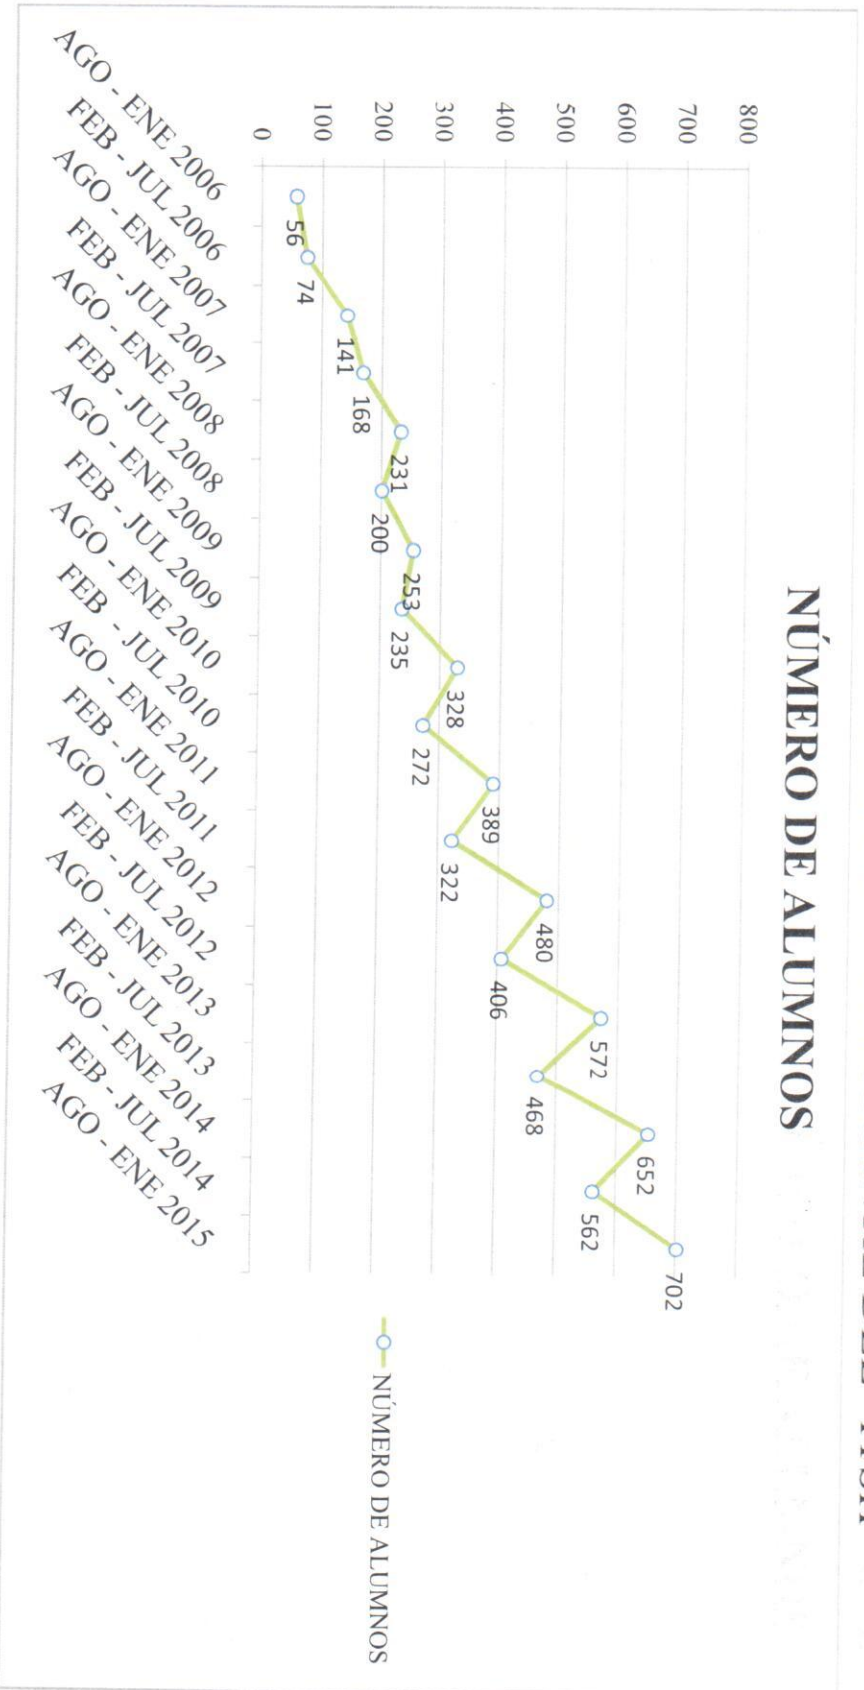 NÚMERO DE ALUMNOS
800
700
600
500
400
300
200
100
0
56
74
141
168
231
200
253
235
328
272
389
322
480
406
572
468
652
562
702
AGO - ENE 2006
FEB - JUL 2006
AGO - ENE 2007
FEB - JUL 2007
AGO - ENE 2008
FEB - JUL 2008
AGO - ENE 2009
FEB - JUL 2009
AGO - ENE 2010
FEB - JUL 2010
AGO - ENE 2011
FEB - JUL 2011
AGO - ENE 2012
FEB - JUL 2012
AGO - ENE 2013
FEB - JUL 2013
AGO - ENE 2014
FEB - JUL 2014
AGO - ENE 2015
NÚMERO DE ALUMNOS